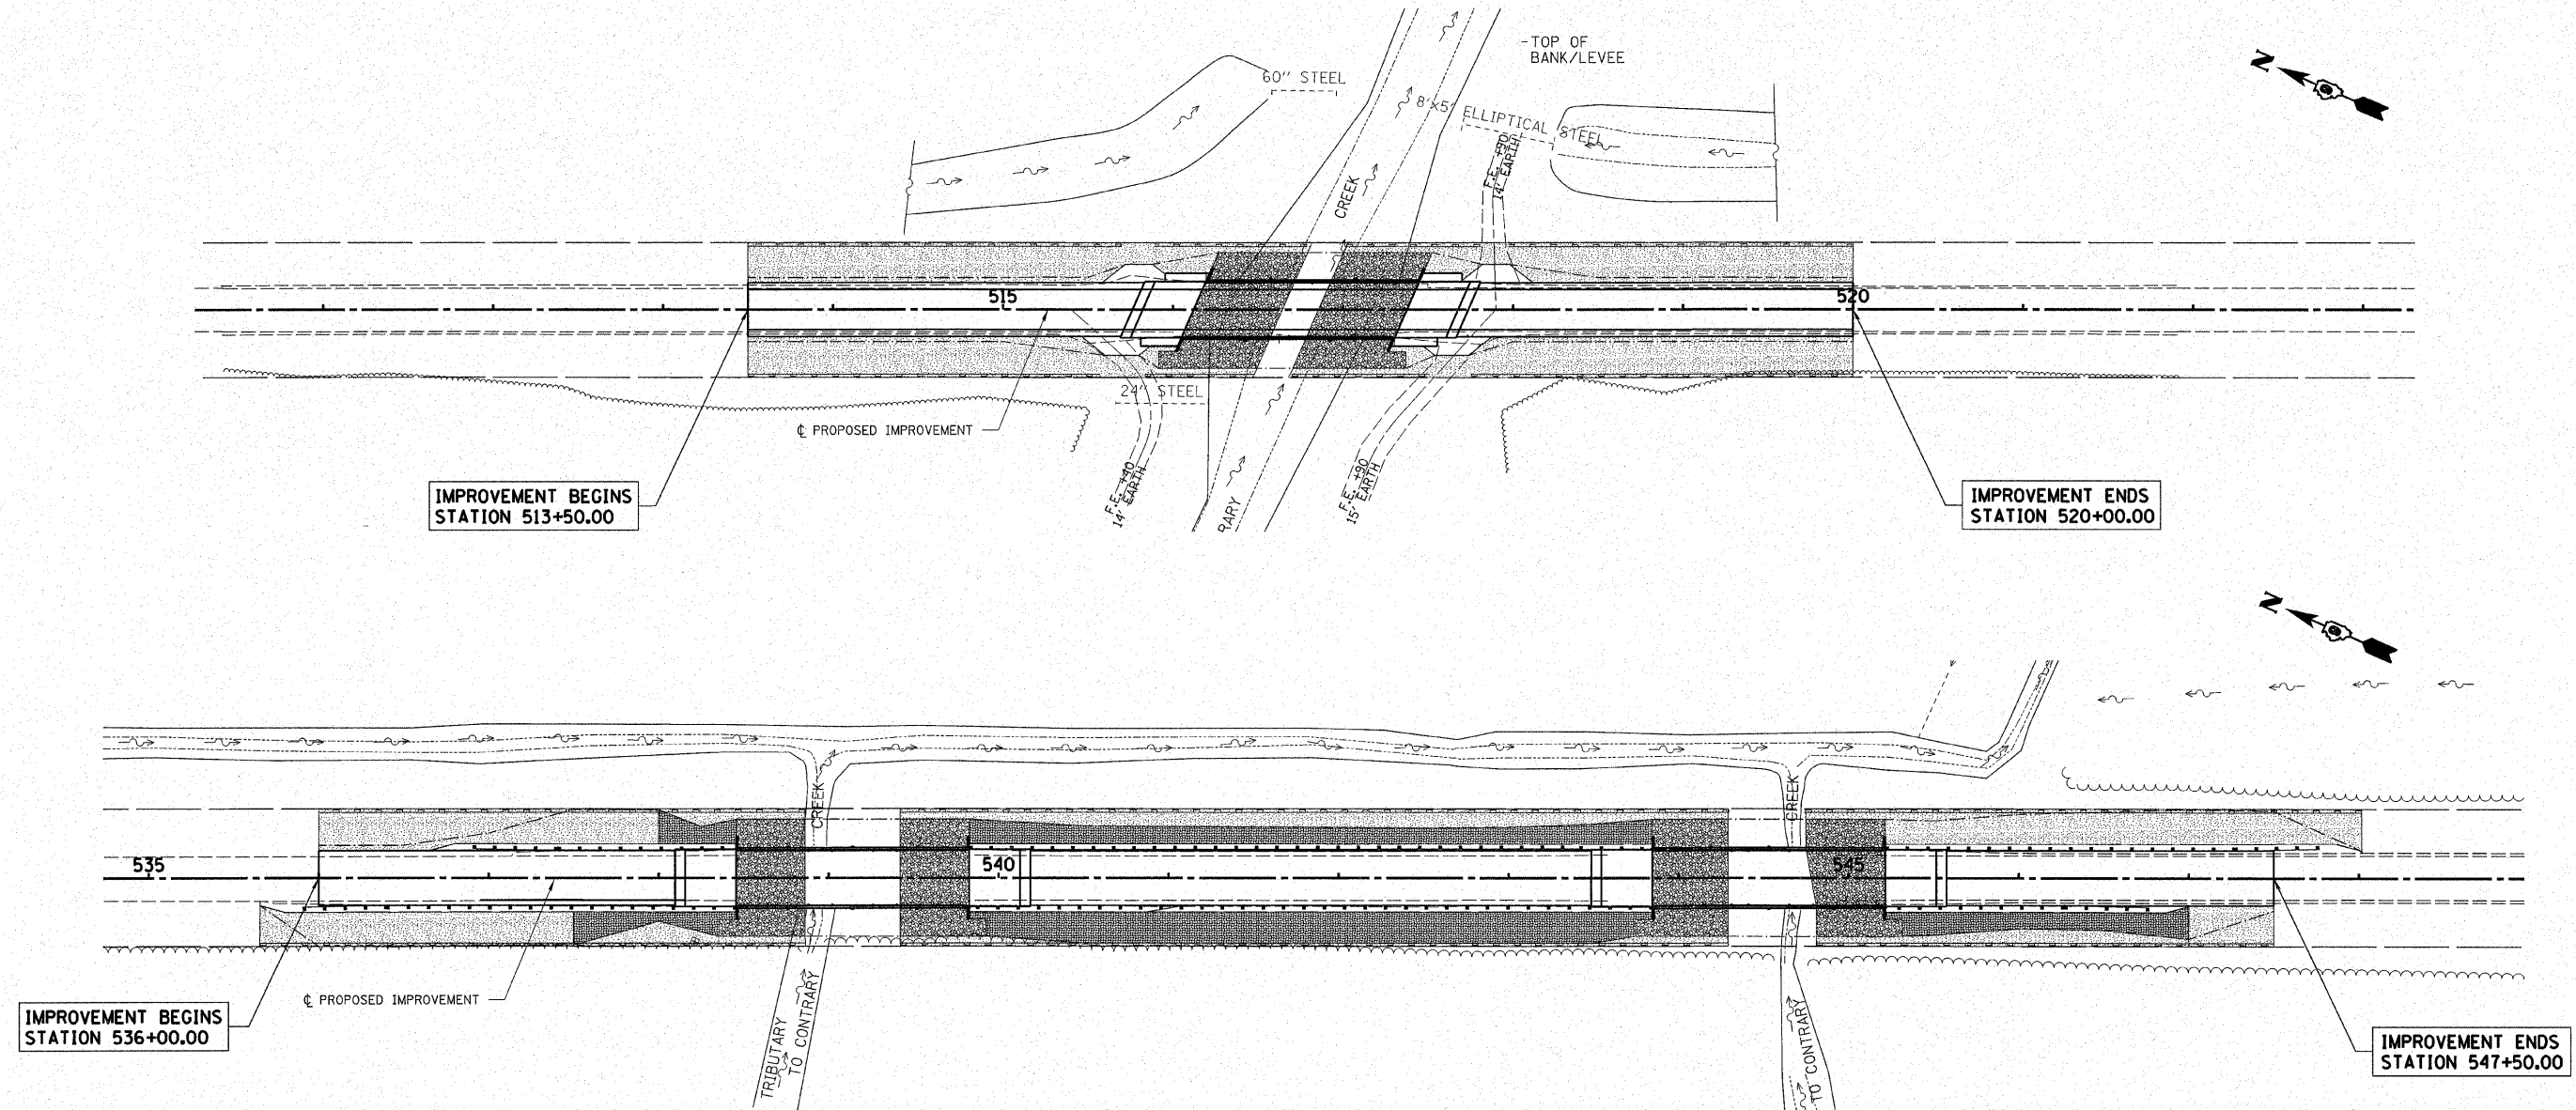 -TOP OF
BANK/LEVEE
N
60" STEEL
8'x5' ELLIPTICAL STEEL
F.E. +90
14' EARTH
CREEK
515
520
24" STEEL
℄ PROPOSED IMPROVEMENT
F.E. +40
14' EARTH
RARY
F.E. +90
15' EARTH
IMPROVEMENT BEGINS
STATION 513+50.00
IMPROVEMENT ENDS
STATION 520+00.00
N
CREEK
CREEK
535
540
545
℄ PROPOSED IMPROVEMENT
TRIBUTARY
TO CONTRARY
TO CONTRARY
IMPROVEMENT BEGINS
STATION 536+00.00
IMPROVEMENT ENDS
STATION 547+50.00